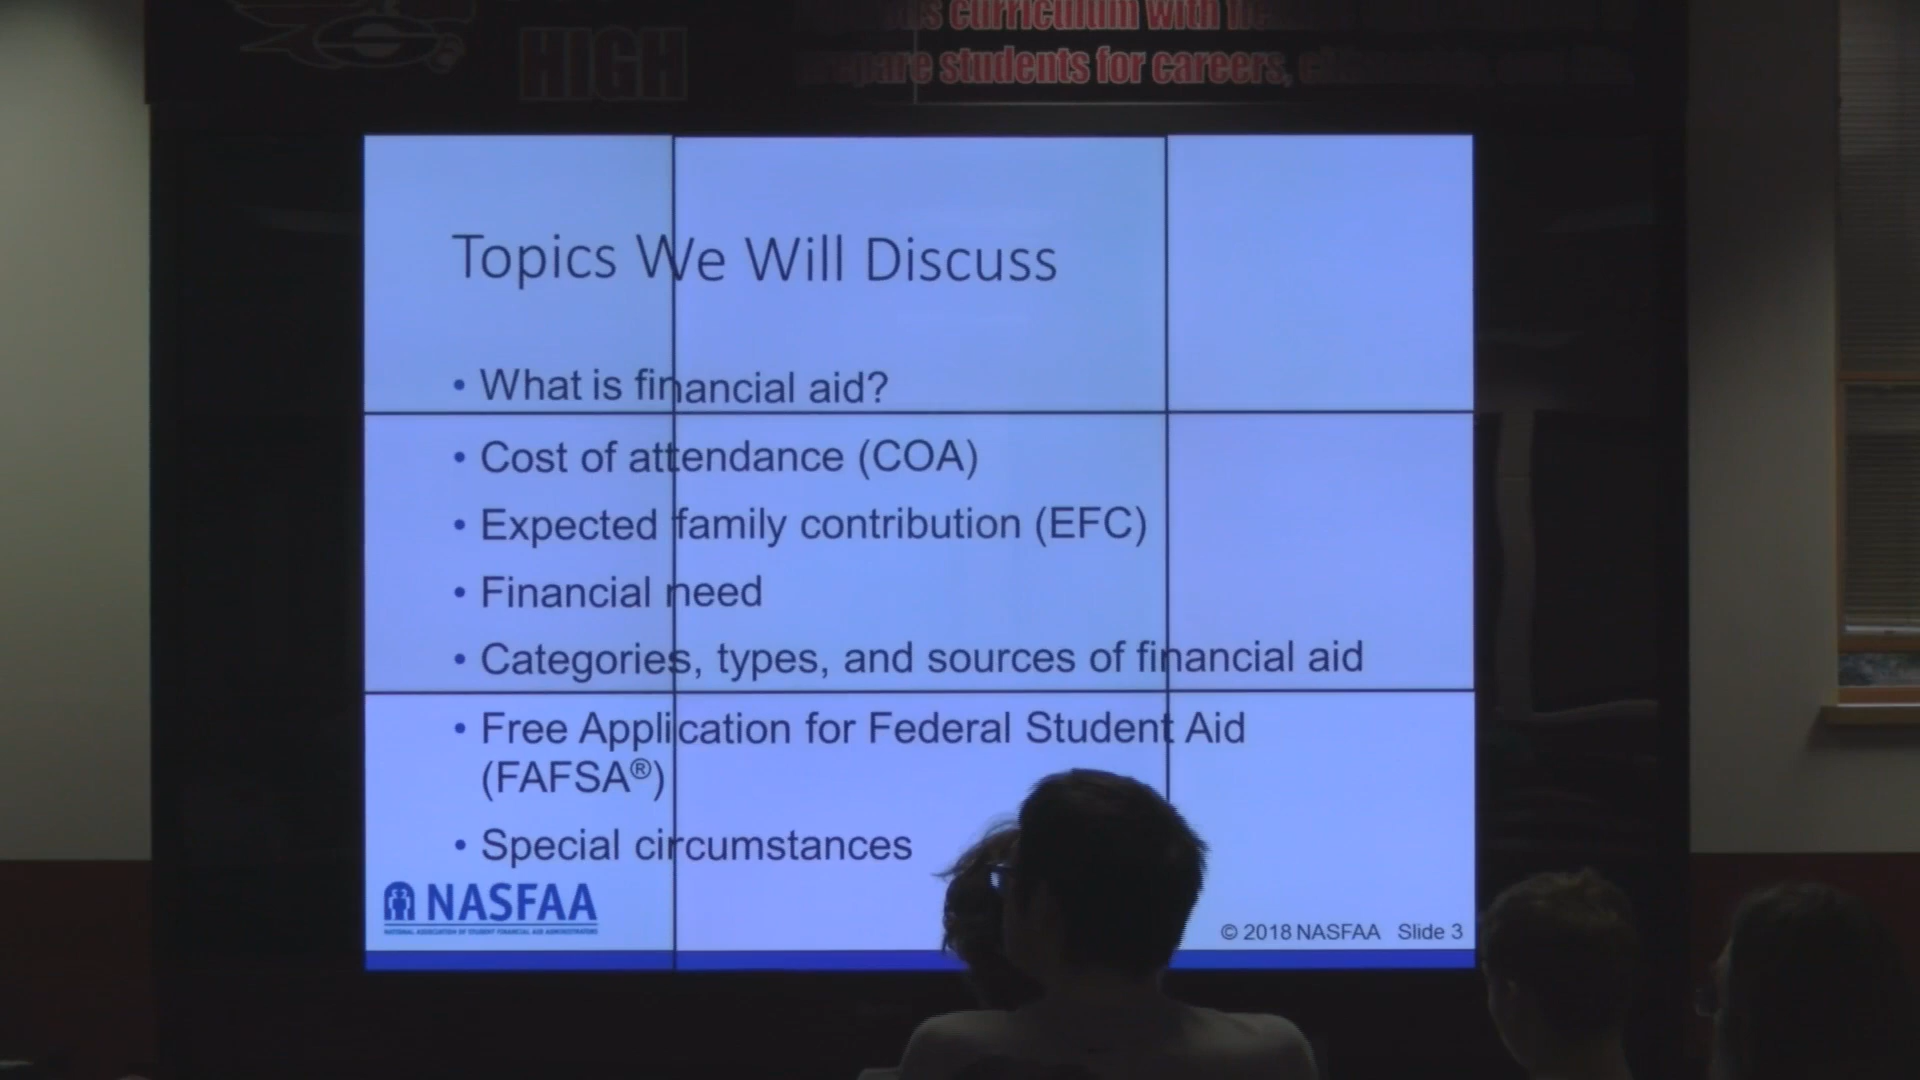 HIGH
curriculum with
prepare students for careers,
Topics We Will Discuss
• What is financial aid?
• Cost of attendance (COA)
• Expected family contribution (EFC)
• Financial need
• Categories, types, and sources of financial aid
• Free Application for Federal Student Aid
(FAFSA®)
• Special circumstances
NASFAA
NATIONAL ASSOCIATION OF STUDENT FINANCIAL AID ADMINISTRATORS
© 2018 NASFAA Slide 3